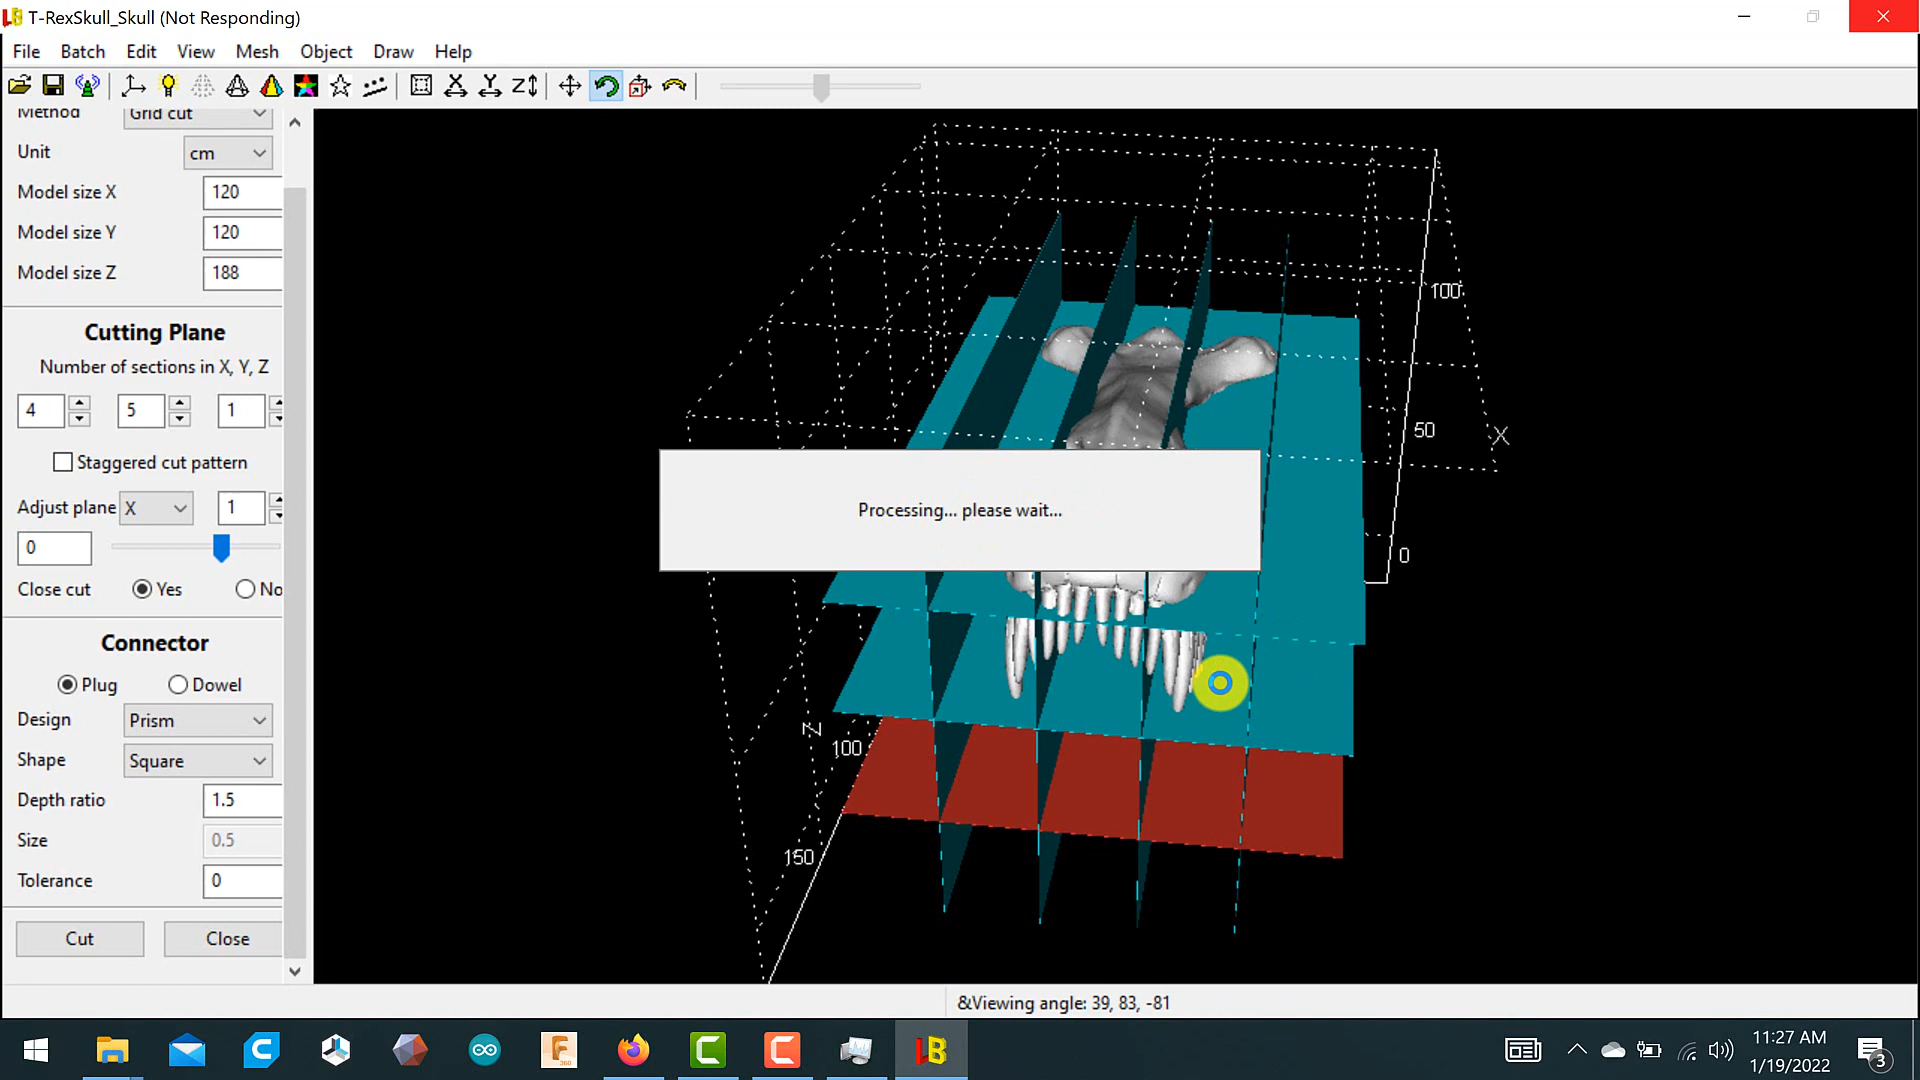 T-RexSkull_Skull (Not Responding)
File Batch Edit View Mesh Object Draw Help
X Y Z
Method Grid cut
Unit cm
Model size X 120
Model size Y 120
Model size Z 188
Cutting Plane
Number of sections in X, Y, Z
4 5 1
Staggered cut pattern
Adjust plane X 1
0
Close cut Yes No
Connector
Plug Dowel
Design Prism
Shape Square
Depth ratio 1.5
Size 0.5
Tolerance 0
Cut Close
100
50
X
0
Processing... please wait...
Z
100
150
&Viewing angle: 39, 83, -81
11:27 AM
1/19/2022
3